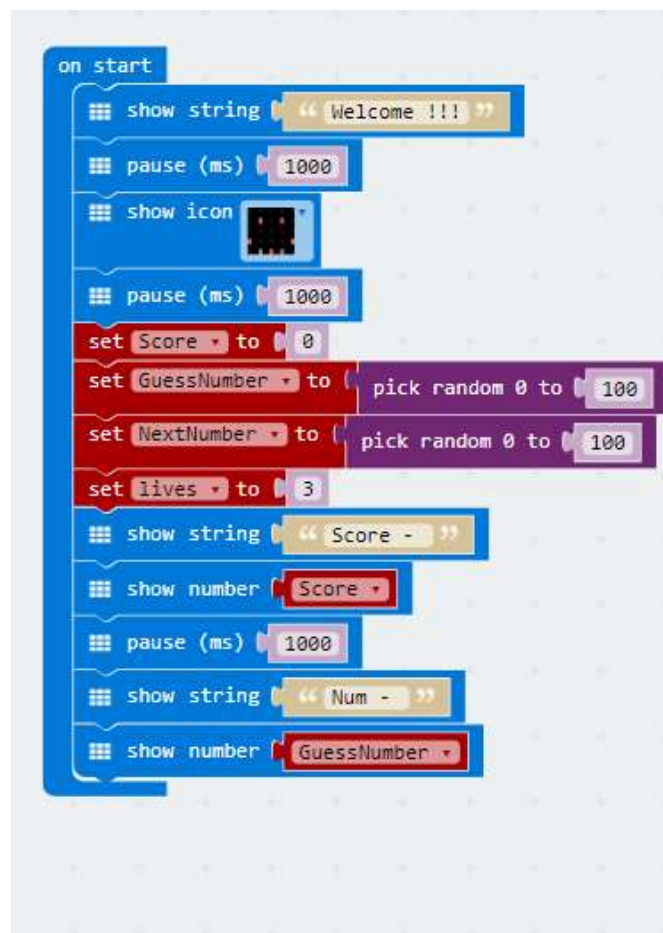 on start
show string “ Welcome !!! ”
pause (ms) 1000
show icon
pause (ms) 1000
set Score to 0
set GuessNumber to pick random 0 to 100
set NextNumber to pick random 0 to 100
set lives to 3
show string “ Score - ”
show number Score
pause (ms) 1000
show string “ Num - ”
show number GuessNumber